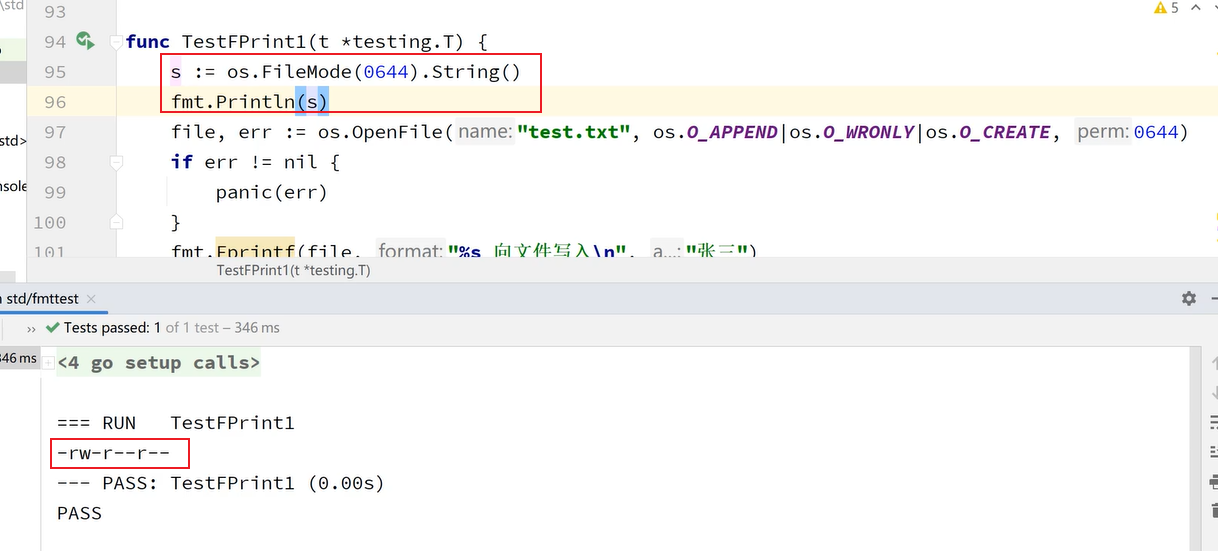 \std
93
5
94 func TestFPrint1(t *testing.T) {
95 s := os.FileMode(0644).String()
96 fmt.Println(s)
97 file, err := os.OpenFile( name: "test.txt", os.O_APPEND|os.O_WRONLY|os.O_CREATE, perm: 0644)
std>
98 if err != nil {
99 panic(err)
nsole
100 }
101 fmt.Fprintf(file, format: "%s 向文件写入\n", a...: "张三")
TestFPrint1(t *testing.T)
std/fmttest ×
>> Tests passed: 1 of 1 test – 346 ms
346 ms
<4 go setup calls>
=== RUN TestFPrint1
-rw-r--r--
--- PASS: TestFPrint1 (0.00s)
PASS